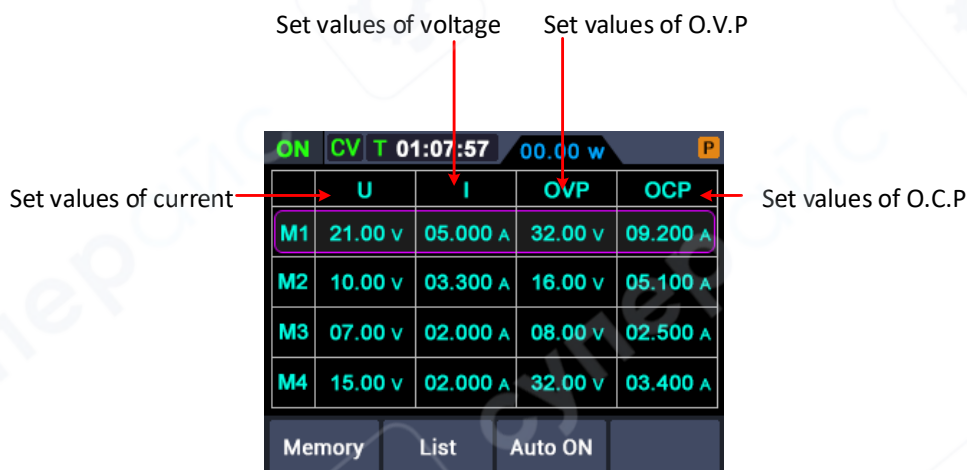 Set values of voltage Set values of O.V.P
ON CV T 01:07:57 00.00 W P
Set values of current U I OVP OCP Set values of O.C.P
M1 21.00 V 05.000 A 32.00 V 09.200 A
M2 10.00 V 03.300 A 16.00 V 05.100 A
M3 07.00 V 02.000 A 08.00 V 02.500 A
M4 15.00 V 02.000 A 32.00 V 03.400 A
Memory List Auto ON